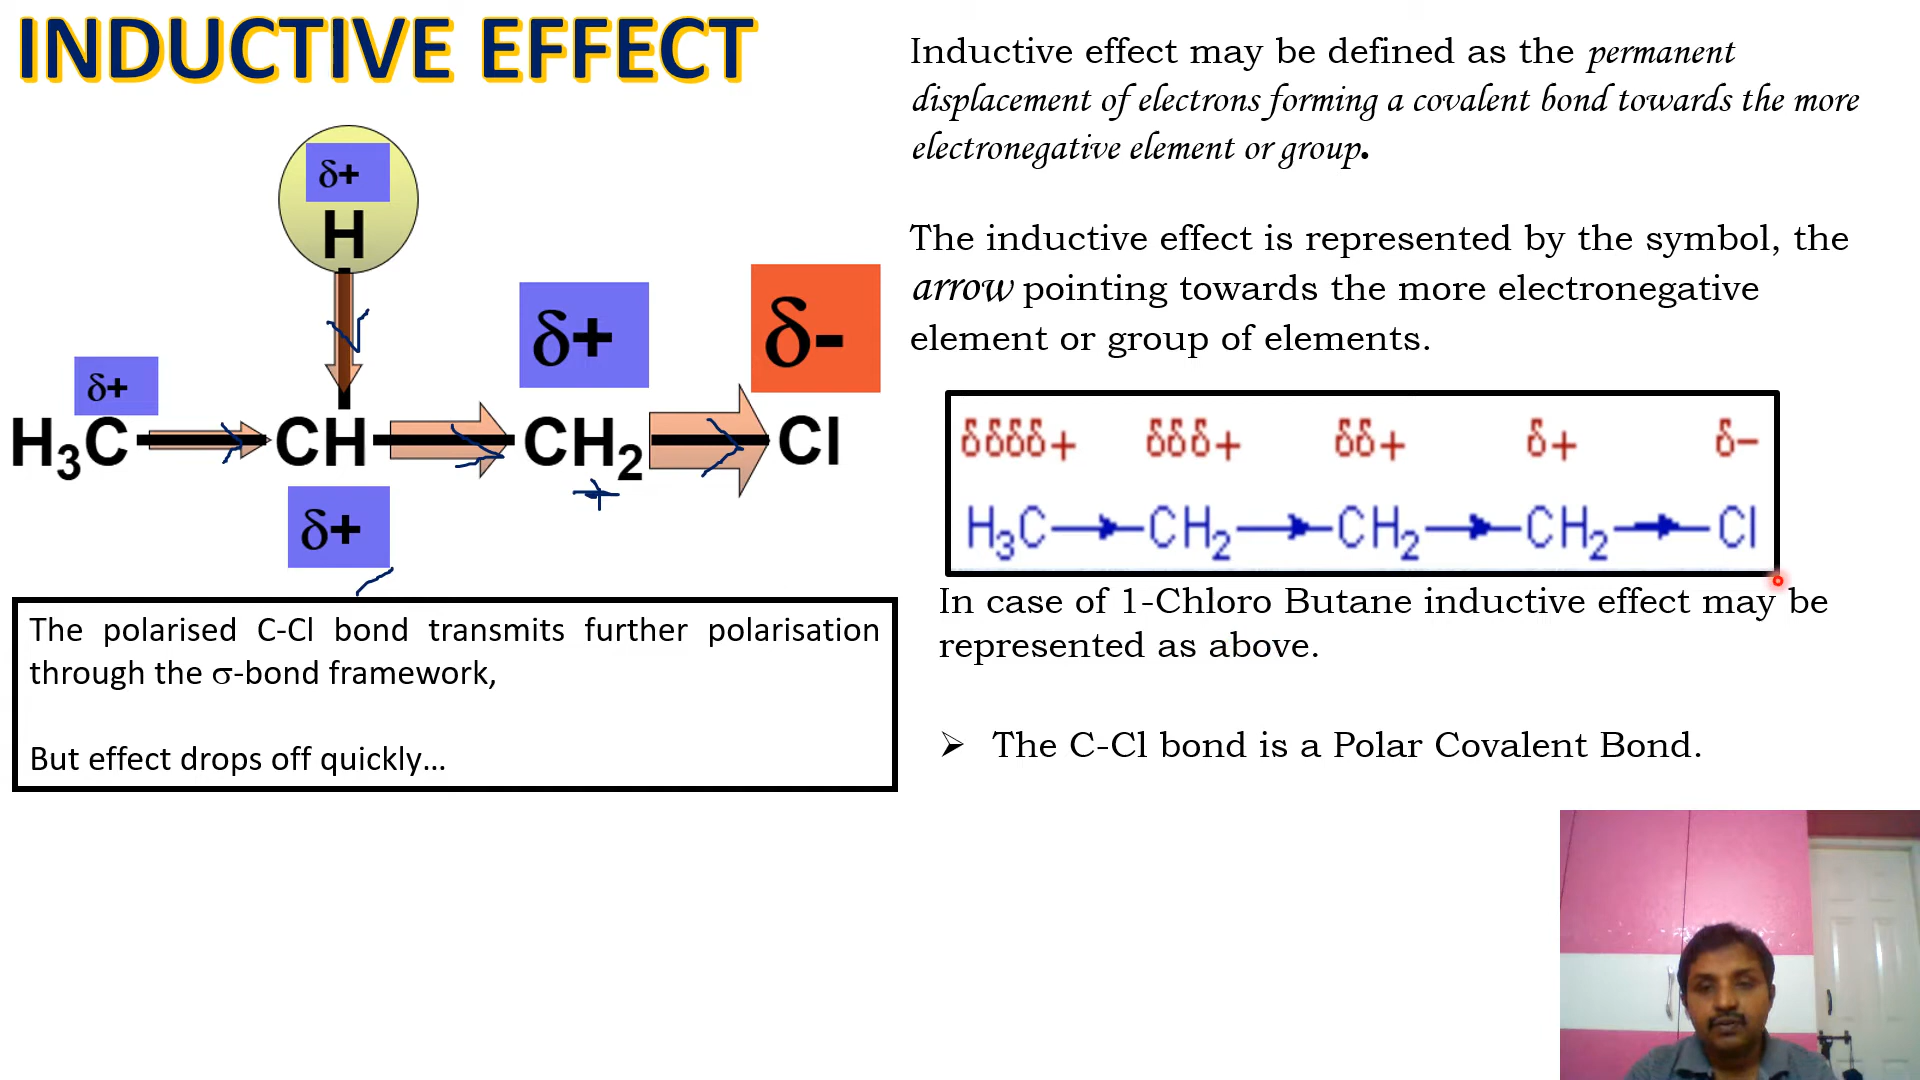 INDUCTIVE EFFECT
δ+
H
δ+
δ+
δ-
H₃C CH CH₂ Cl
+
δ+
The polarised C-Cl bond transmits further polarisation
through the σ-bond framework,
But effect drops off quickly...
Inductive effect may be defined as the permanent
displacement of electrons forming a covalent bond towards the more
electronegative element or group.
The inductive effect is represented by the symbol, the
arrow pointing towards the more electronegative
element or group of elements.
δδδδ+ δδδ+ δδ+ δ+ δ−
H₃C→CH₂→CH₂→CH₂→Cl
In case of 1-Chloro Butane inductive effect may be
represented as above.
➢ The C-Cl bond is a Polar Covalent Bond.